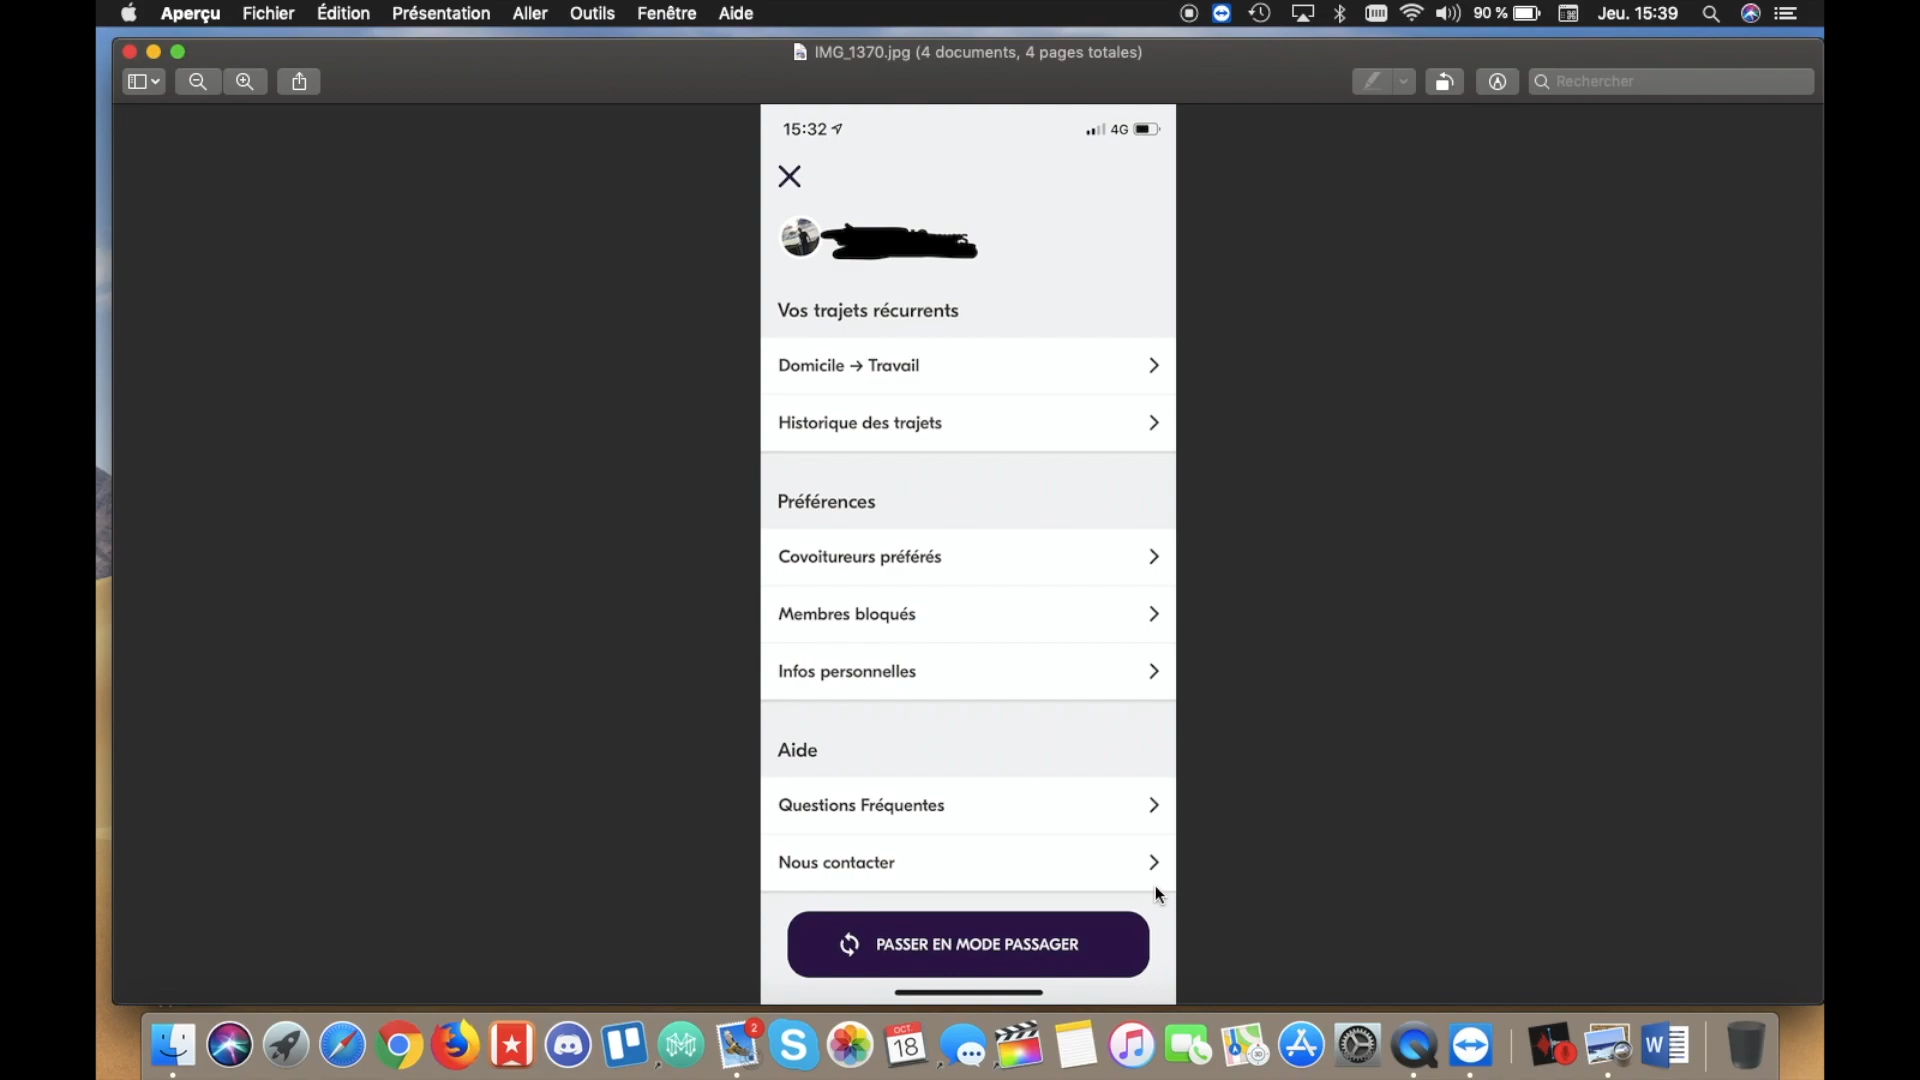 Aperçu Fichier Édition Présentation Aller Outils Fenêtre Aide 90 % Jeu. 15:39
IMG_1370.jpg (4 documents, 4 pages totales)
Rechercher
15:32 4G
Vos trajets récurrents
Domicile → Travail
Historique des trajets
Préférences
Covoitureurs préférés
Membres bloqués
Infos personnelles
Aide
Questions Fréquentes
Nous contacter
PASSER EN MODE PASSAGER
OCT.
18
2
S
W